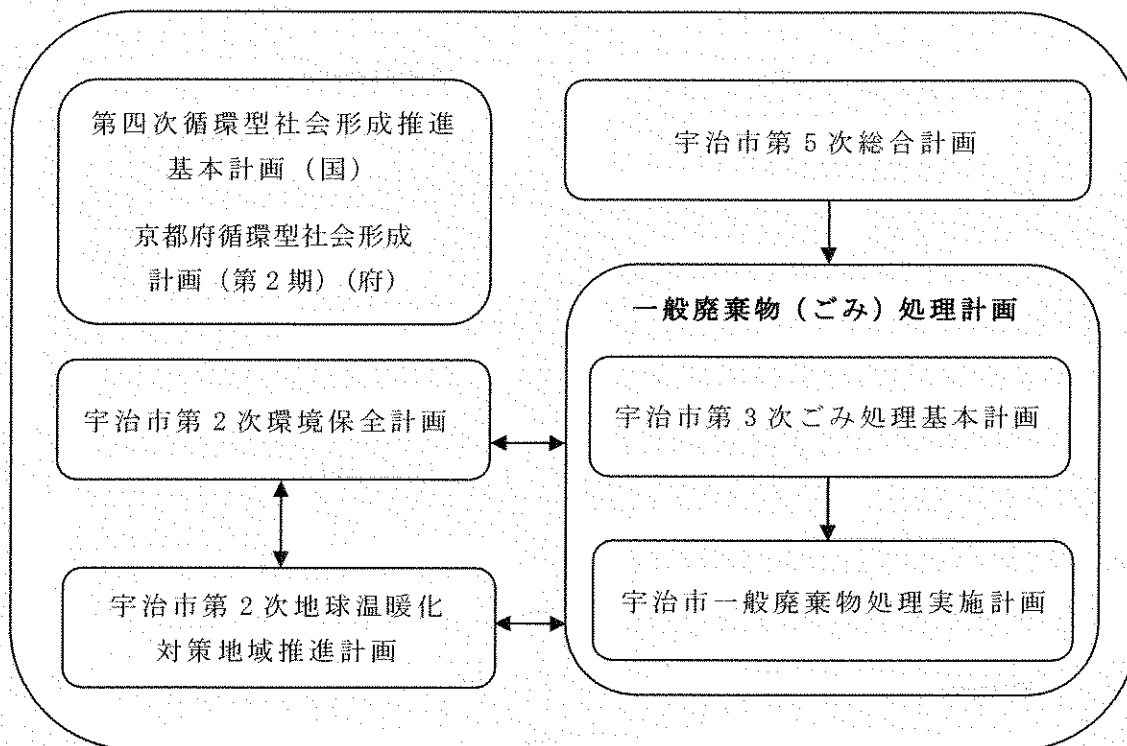 第四次循環型社会形成推進
基本計画（国）
京都府循環型社会形成
計画（第２期）（府）
宇治市第５次総合計画
一般廃棄物（ごみ）処理計画
宇治市第２次環境保全計画
宇治市第３次ごみ処理基本計画
宇治市第２次地球温暖化
対策地域推進計画
宇治市一般廃棄物処理実施計画